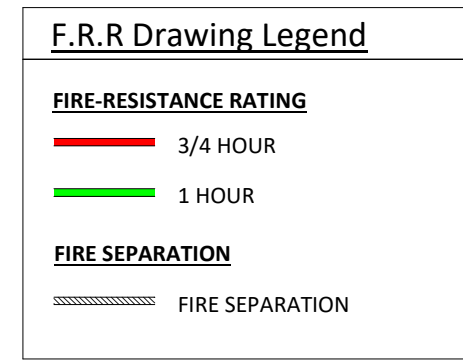 F.R.R Drawing Legend
FIRE-RESISTANCE RATING
3/4 HOUR
1 HOUR
FIRE SEPARATION
FIRE SEPARATION